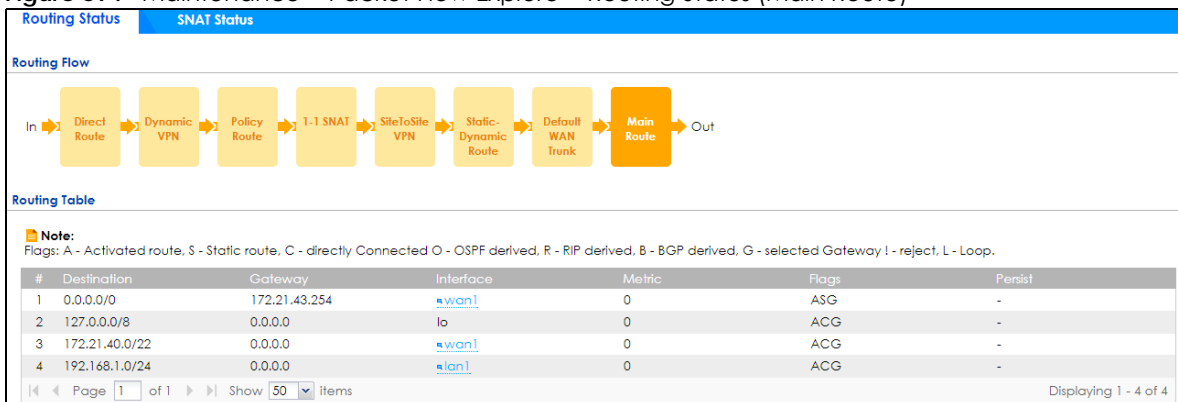 Routing Status SNAT Status
Routing Flow
In Direct Route Dynamic VPN Policy Route 1-1 SNAT SiteToSite VPN Static-Dynamic Route Default WAN Trunk Main Route Out
Routing Table
Note:
Flags: A - Activated route, S - Static route, C - directly Connected O - OSPF derived, R - RIP derived, B - BGP derived, G - selected Gateway ! - reject, L - Loop.
# Destination Gateway Interface Metric Flags Persist
1 0.0.0.0/0 172.21.43.254 wan1 0 ASG -
2 127.0.0.0/8 0.0.0.0 lo 0 ACG -
3 172.21.40.0/22 0.0.0.0 wan1 0 ACG -
4 192.168.1.0/24 0.0.0.0 lan1 0 ACG -
Page 1 of 1 Show 50 items Displaying 1 - 4 of 4